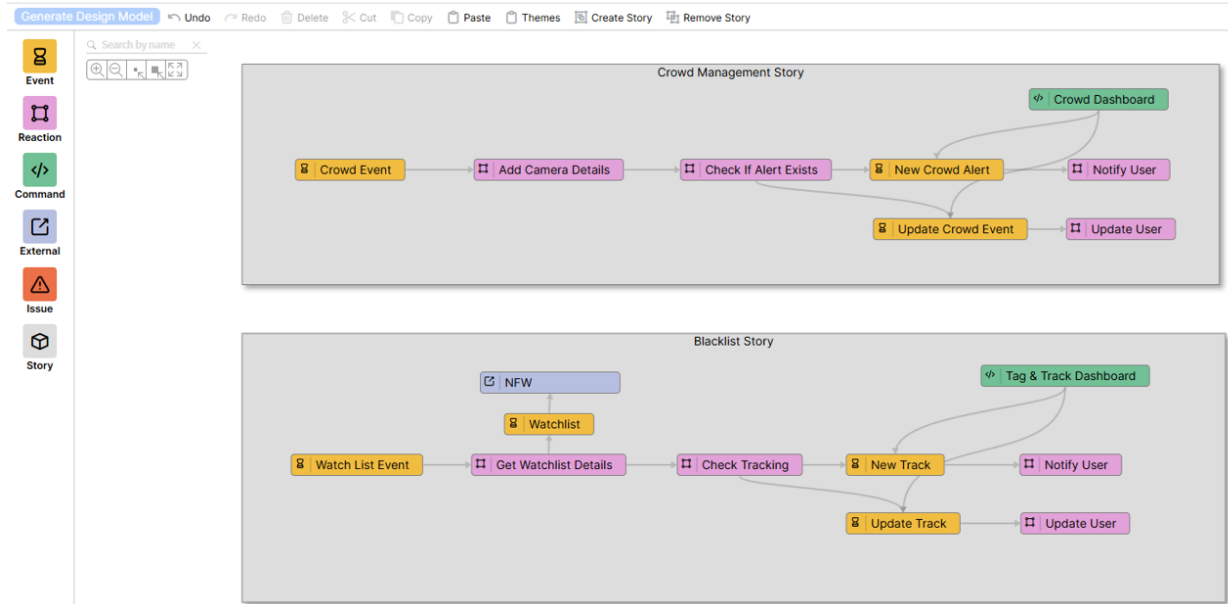 Generate Design Model Undo Redo Delete Cut Copy Paste Themes Create Story Remove Story
Search by name
Event
Reaction
Command
External
Issue
Story
Crowd Management Story
Crowd Dashboard
Crowd Event Add Camera Details Check If Alert Exists New Crowd Alert Notify User
Update Crowd Event Update User
Blacklist Story
NFW Tag & Track Dashboard
Watchlist
Watch List Event Get Watchlist Details Check Tracking New Track Notify User
Update Track Update User